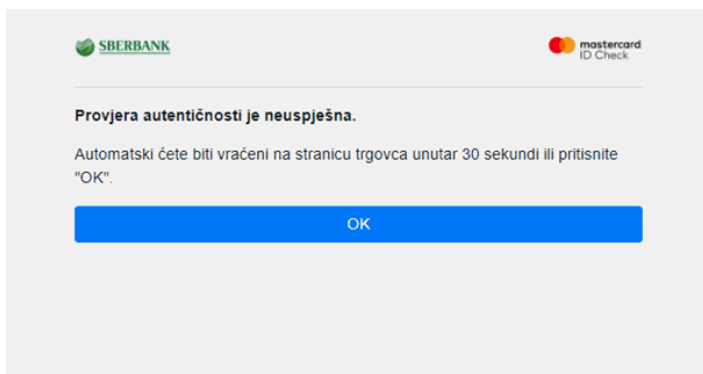 SBERBANK
mastercard
ID Check
Provjera autentičnosti je neuspješna.
Automatski ćete biti vraćeni na stranicu trgovca unutar 30 sekundi ili pritisnite
"OK".
OK